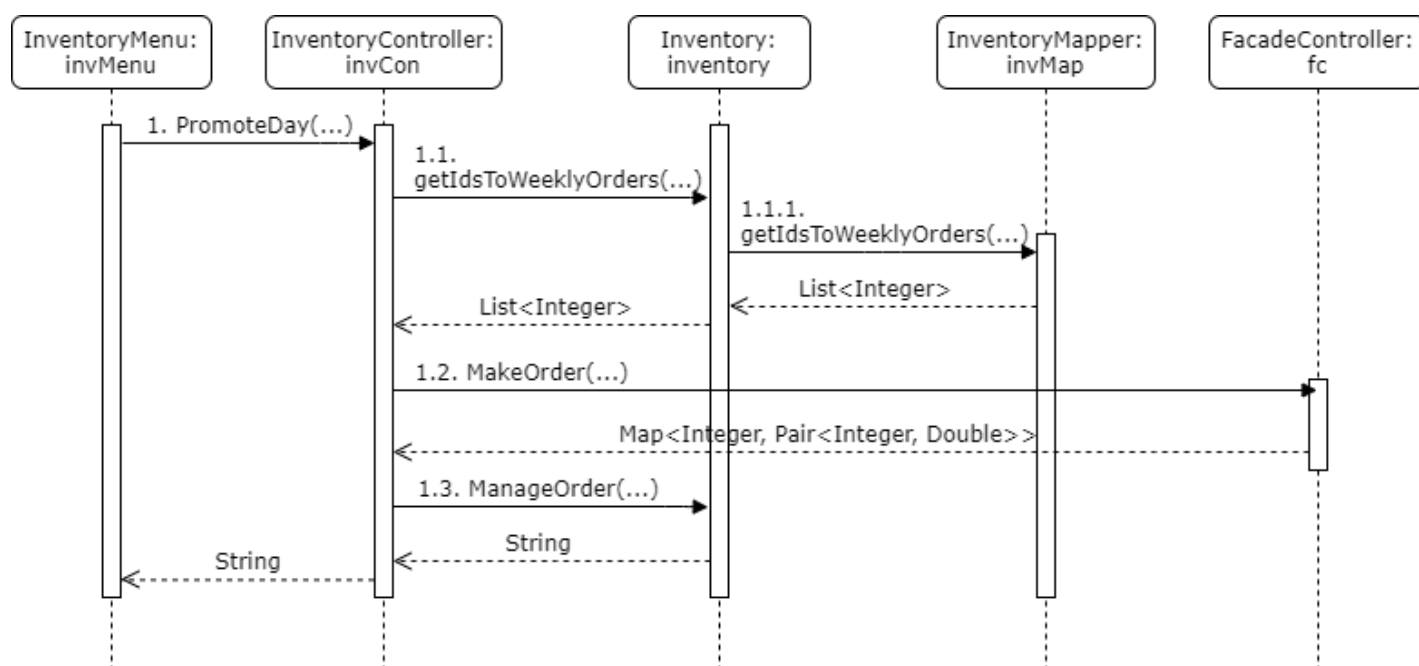 InventoryMenu:
invMenu
InventoryController:
invCon
Inventory:
inventory
InventoryMapper:
invMap
FacadeController:
fc
1. PromoteDay(...)
1.1.
getIdsToWeeklyOrders(...)
1.1.1.
getIdsToWeeklyOrders(...)
List<Integer>
List<Integer>
1.2. MakeOrder(...)
Map<Integer, Pair<Integer, Double>>
1.3. ManageOrder(...)
String
String